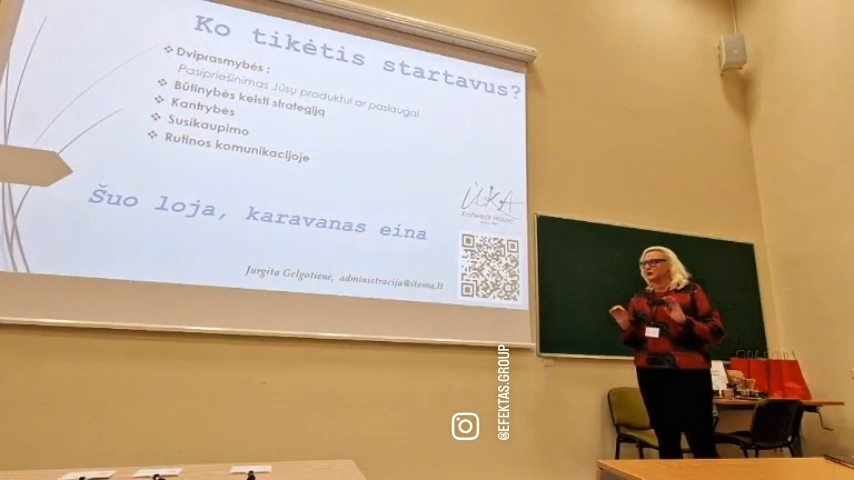 Ko tikėtis startavus?
❖ Dviprasmybės :
Pasipriešinimas Jūsų produktui ar paslaugai
❖ Būtinybės keisti strategiją
❖ Kantrybės
❖ Susikaupimo
❖ Rutinos komunikacijoje
Šuo loja, karavanas eina
Jurgita Gelgotienė, administracija@itoma.lt
@EFEKTAS.GROUP